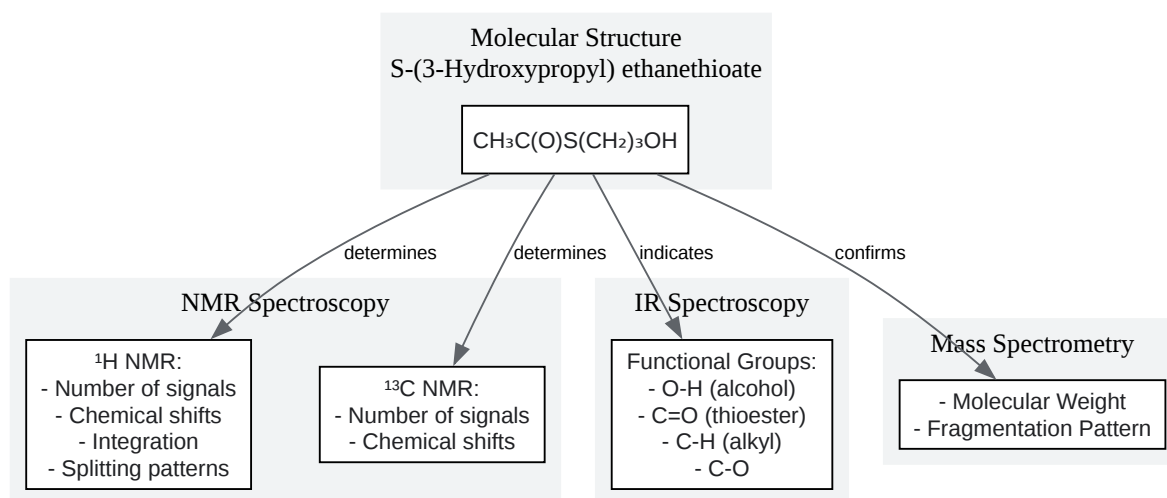 Molecular Structure
S-(3-Hydroxypropyl) ethanethioate
CH₃C(O)S(CH₂)₃OH
determines
determines
indicates
confirms
NMR Spectroscopy
¹H NMR:
- Number of signals
- Chemical shifts
- Integration
- Splitting patterns
¹³C NMR:
- Number of signals
- Chemical shifts
IR Spectroscopy
Functional Groups:
- O-H (alcohol)
- C=O (thioester)
- C-H (alkyl)
- C-O
Mass Spectrometry
- Molecular Weight
- Fragmentation Pattern